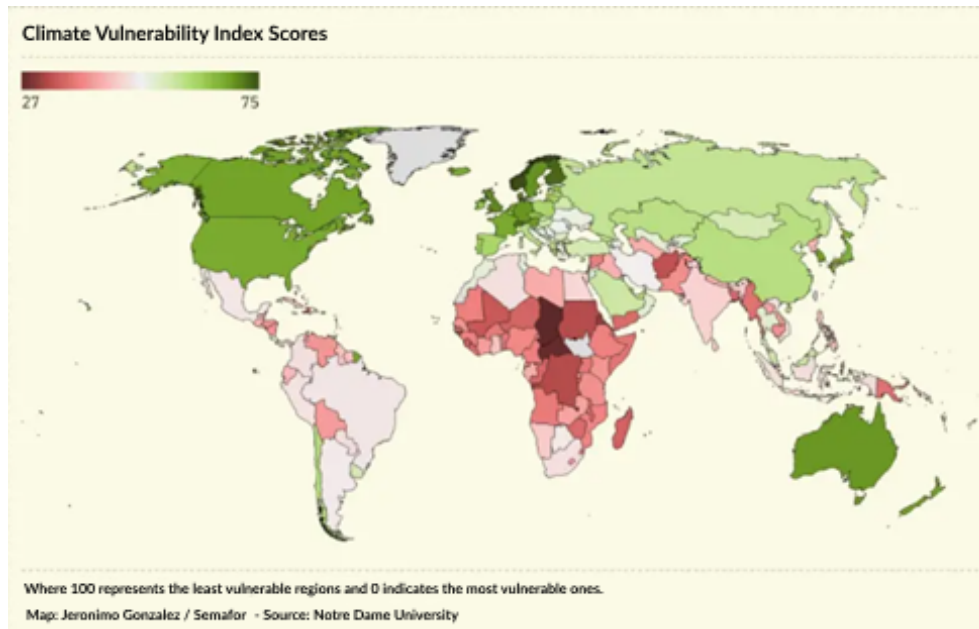 Climate Vulnerability Index Scores
27 75
Where 100 represents the least vulnerable regions and 0 indicates the most vulnerable ones.
Map: Jeronimo Gonzalez / Semafor - Source: Notre Dame University